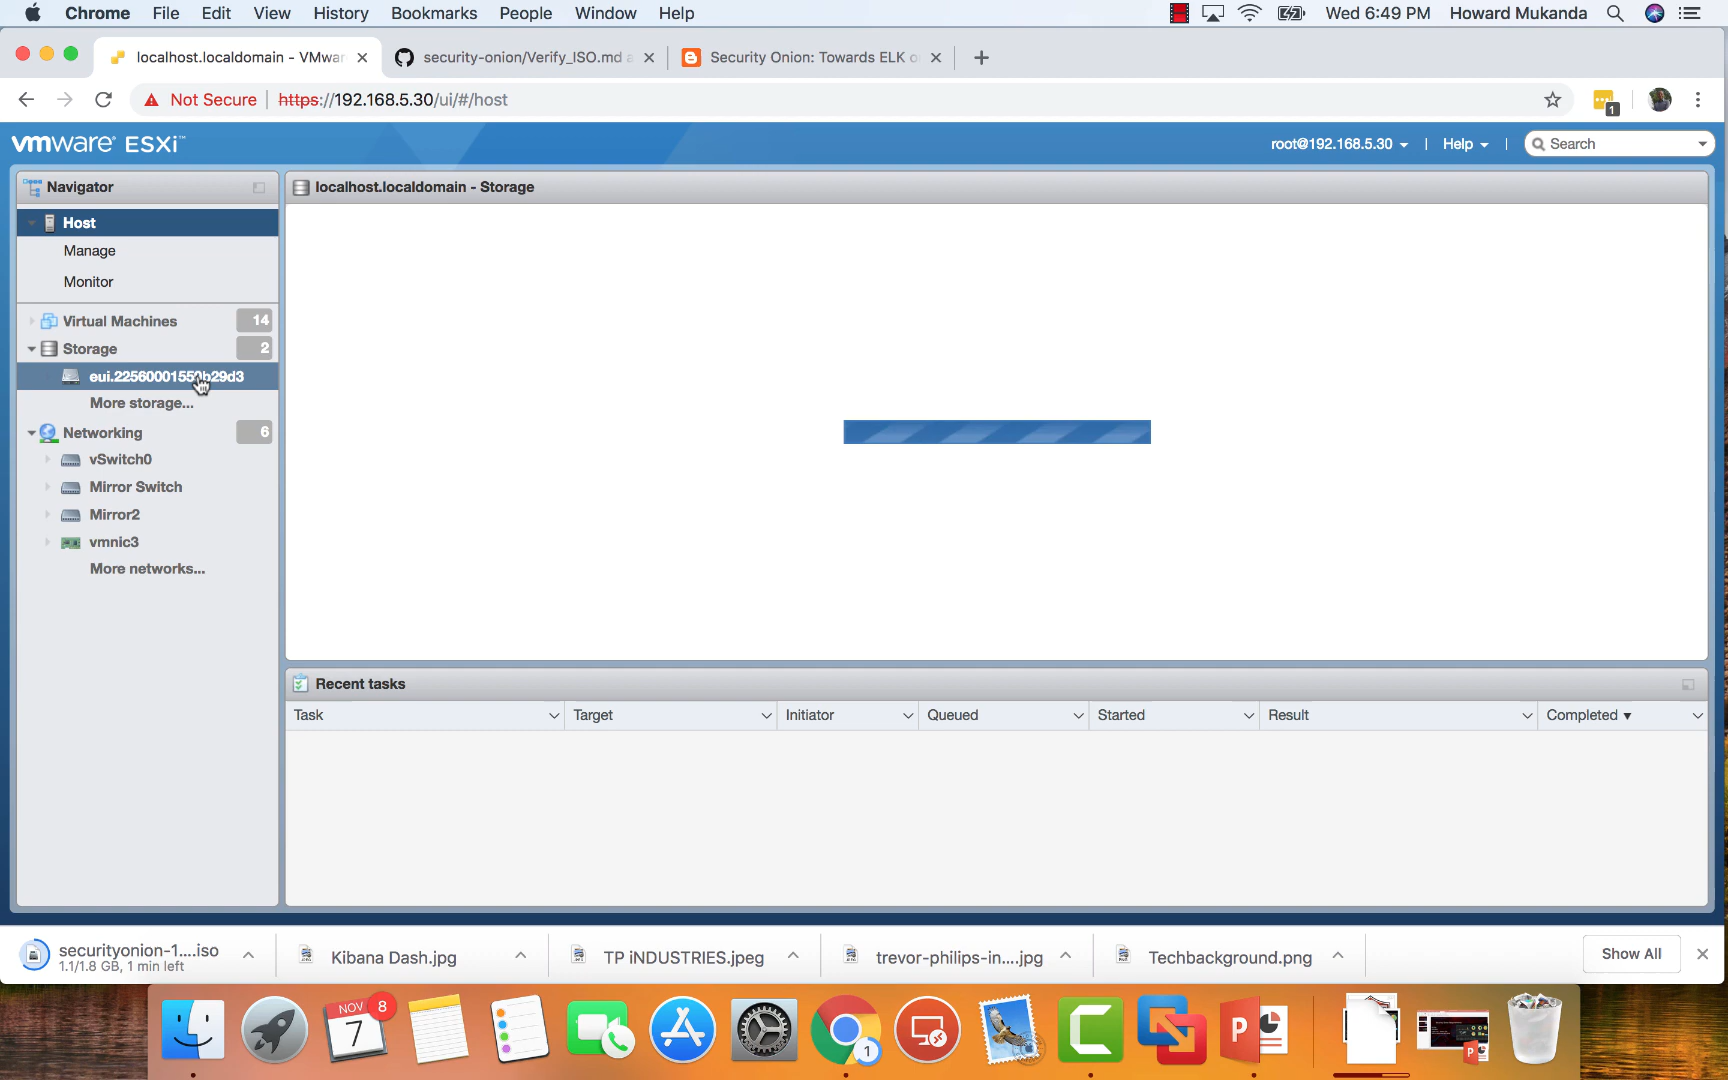 Chrome File Edit View History Bookmarks People Window Help Wed 6:49 PM Howard Mukanda
localhost.localdomain - VMwar security-onion/Verify_ISO.md a Security Onion: Towards ELK o
Not Secure https://192.168.5.30/ui/#/host 1
vmware® ESXi™ root@192.168.5.30 Help Search
Navigator localhost.localdomain - Storage
Host
Manage
Monitor
Virtual Machines 14
Storage 2
More storage...
Networking 6
vSwitch0
Mirror Switch
Mirror2
vmnic3
More networks...
Recent tasks
Task Target Initiator Queued Started Result Completed ▼
securityonion-1....iso Kibana Dash.jpg TP iNDUSTRIES.jpeg trevor-philips-in....jpg Techbackground.png Show All
1.1/1.8 GB, 1 min left
NOV 8
7
1
P
P